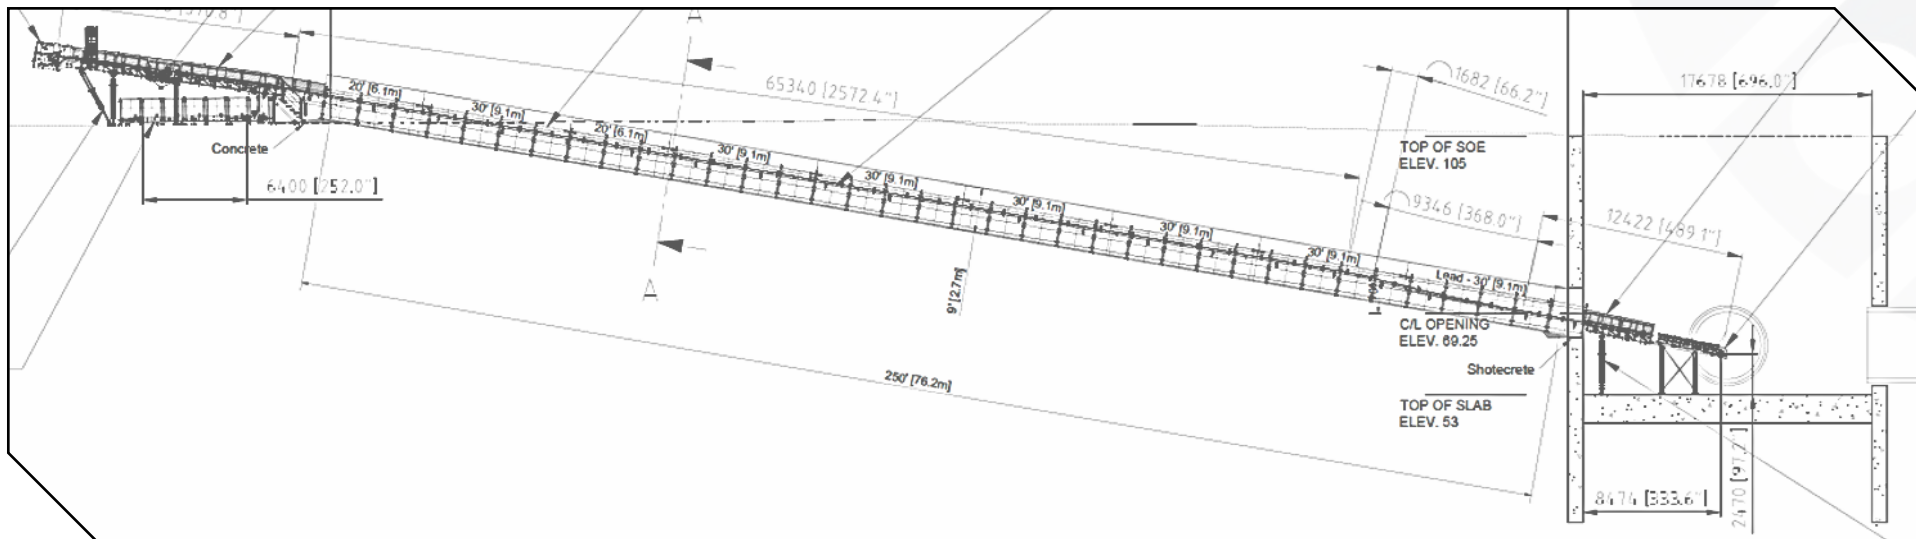 A
65340 [2572.4"]
1682 [66.2"]
17678 [696.0"]
20' [6.1m]
30' [9.1m]
20' [6.1m]
30' [9.1m]
30' [9.1m]
30' [9.1m]
30' [9.1m]
30' [9.1m]
Lead - 30' [9.1m]
Concrete
6400 [252.0"]
TOP OF SOE
ELEV. 105
9346 [368.0"]
12422 [489.1"]
A
9' [2.7m]
C/L OPENING
ELEV. 69.25
Shotecrete
250' [76.2m]
TOP OF SLAB
ELEV. 53
8474 [333.6"]
2470 [97.2"]